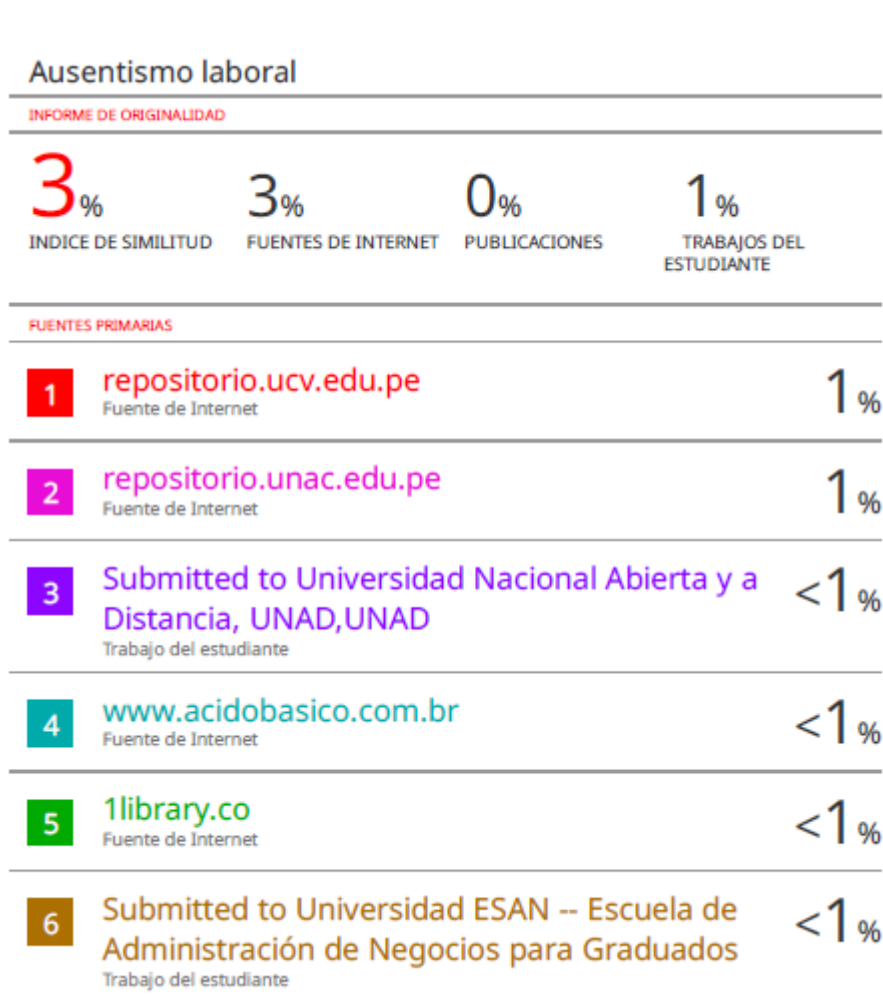 Ausentismo laboral
INFORME DE ORIGINALIDAD
3% 3% 0% 1%
INDICE DE SIMILITUD FUENTES DE INTERNET PUBLICACIONES TRABAJOS DEL
ESTUDIANTE
FUENTES PRIMARIAS
1 repositorio.ucv.edu.pe 1%
Fuente de Internet
2 repositorio.unac.edu.pe 1%
Fuente de Internet
3 Submitted to Universidad Nacional Abierta y a <1%
Distancia, UNAD,UNAD
Trabajo del estudiante
4 www.acidobasico.com.br <1%
Fuente de Internet
5 1library.co <1%
Fuente de Internet
6 Submitted to Universidad ESAN -- Escuela de <1%
Administración de Negocios para Graduados
Trabajo del estudiante